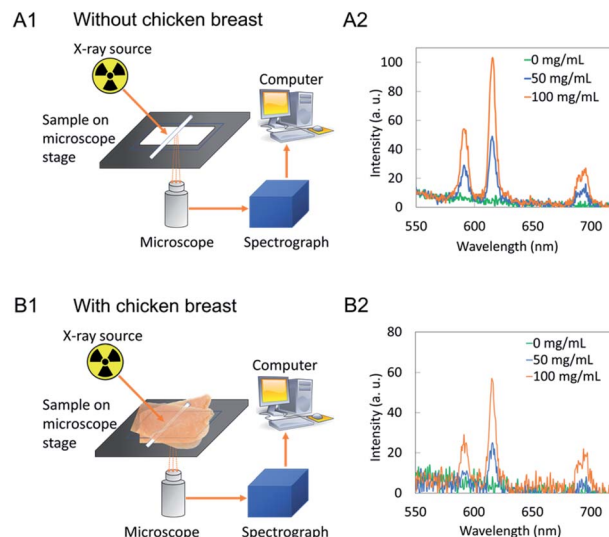 A1 Without chicken breast
X-ray source
Computer
Sample on
microscope
stage
Microscope
Spectrograph
A2
0 mg/mL
50 mg/mL
100 mg/mL
Intensity (a. u.)
100
80
60
40
20
0
550 600 650 700
Wavelength (nm)
B1 With chicken breast
X-ray source
Computer
Sample on
microscope
stage
Microscope
Spectrograph
B2
0 mg/mL
50 mg/mL
100 mg/mL
Intensity (a. u.)
80
60
40
20
0
550 600 650 700
Wavelength (nm)